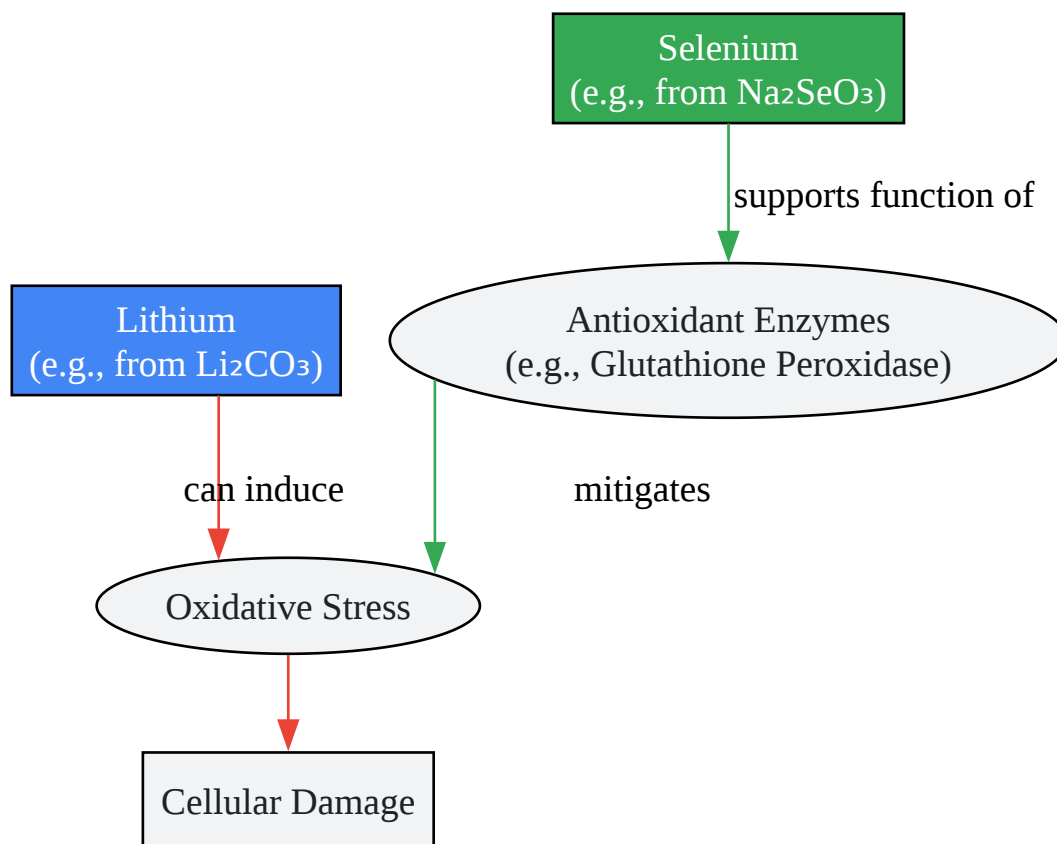 Selenium
(e.g., from Na₂SeO₃)
supports function of
Lithium
(e.g., from Li₂CO₃)
Antioxidant Enzymes
(e.g., Glutathione Peroxidase)
can induce
mitigates
Oxidative Stress
Cellular Damage